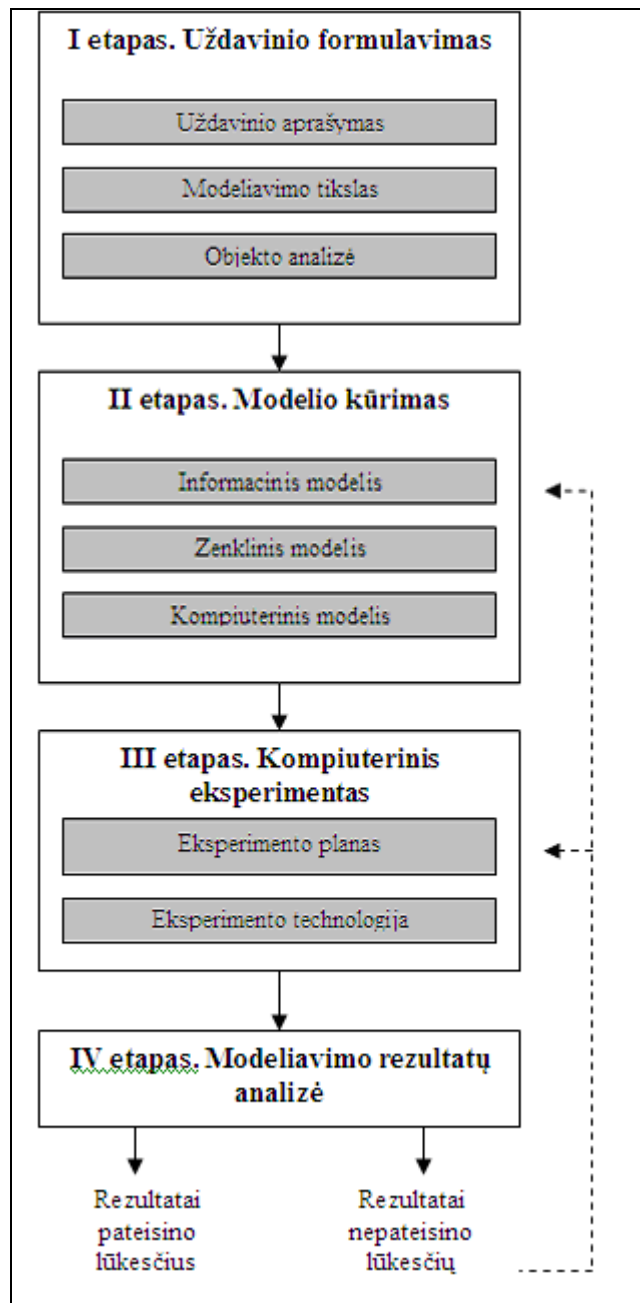 I etapas. Uždavinio formulavimas
Uždavinio aprašymas
Modeliavimo tikslas
Objekto analizė
II etapas. Modelio kūrimas
Informacinis modelis
Zenklinis modelis
Kompiuterinis modelis
III etapas. Kompiuterinis
eksperimentas
Eksperimento planas
Eksperimento technologija
IV etapas. Modeliavimo rezultatų
analizė
Rezultatai
pateisino
lūkesčius
Rezultatai
nepateisino
lūkesčių